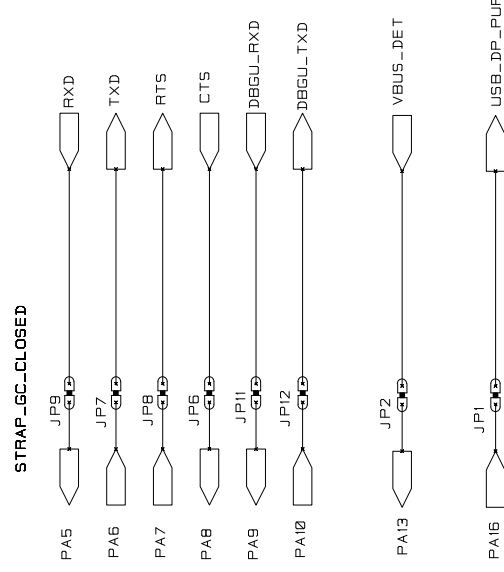 STRAP_GC_CLOSED
PA5 JP9 RXD
PA6 JP7 TXD
PA7 JP8 RTS
PA8 JP6 CTS
PA9 JP11 DBGU_RXD
PA10 JP12 DBGU_TXD
PA13 JP2 VBUS_DET
PA16 JP1